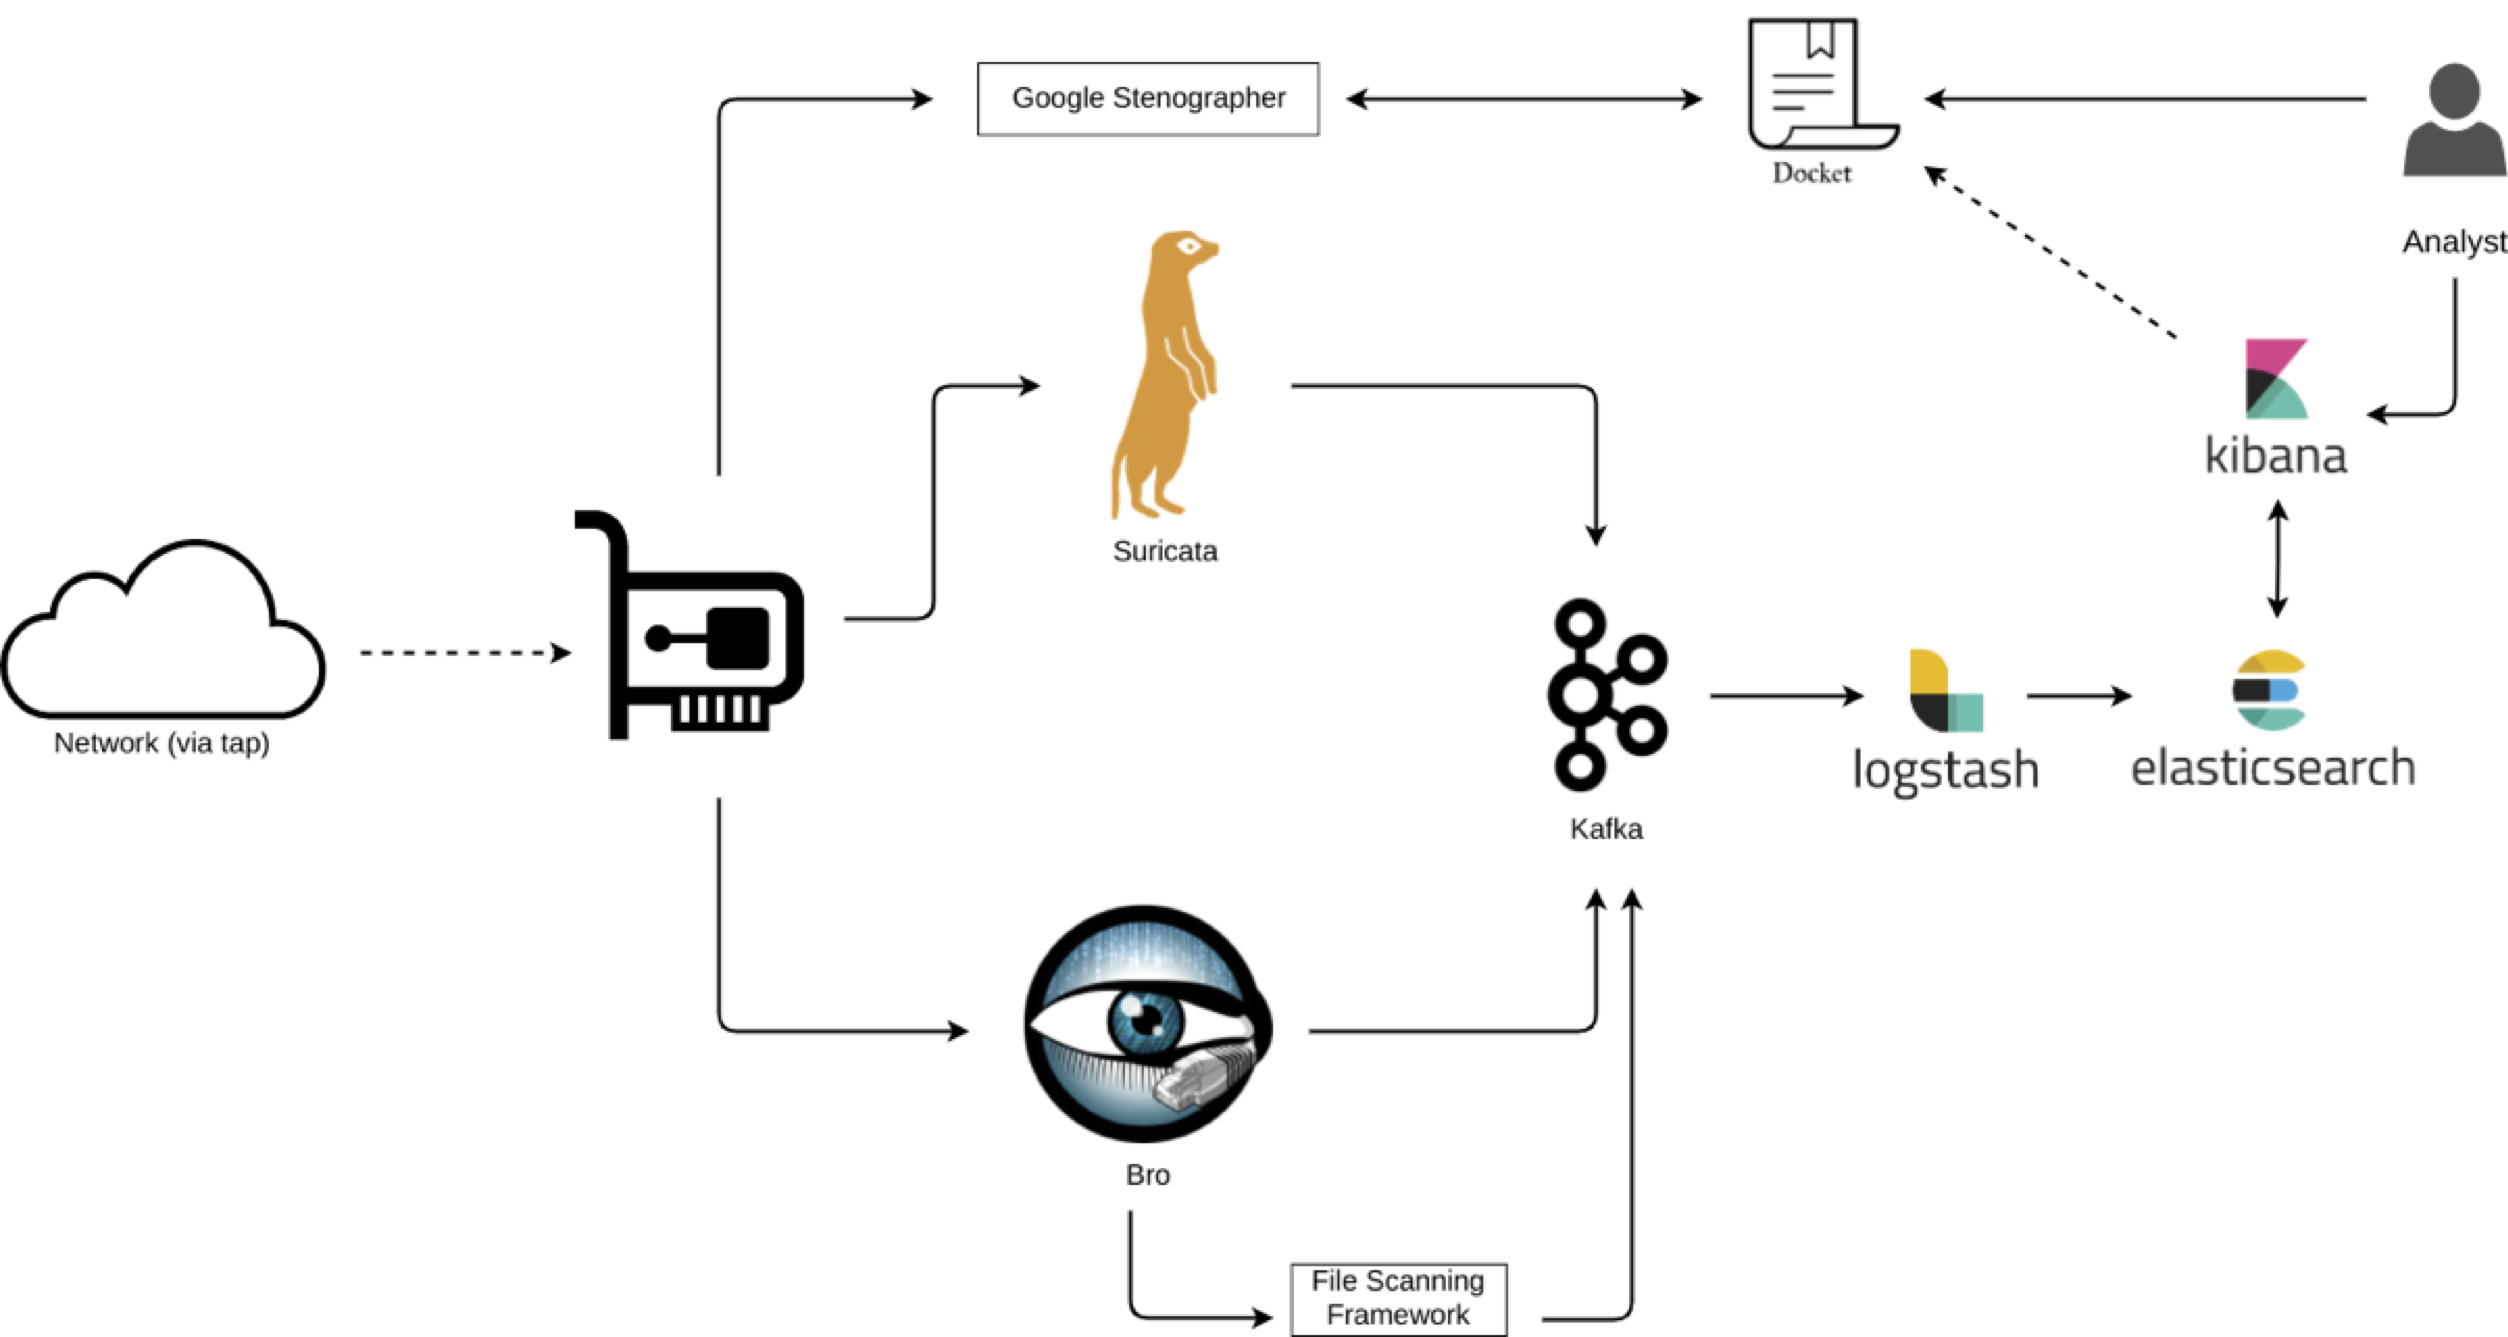 Google Stenographer
Docket
Analyst
Suricata
kibana
Network (via tap)
logstash
elasticsearch
Kafka
Bro
File Scanning
Framework